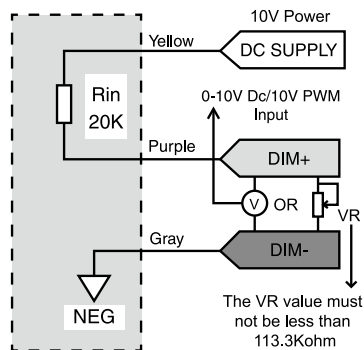 10V Power
Yellow
DC SUPPLY
Rin
20K
0-10V Dc/10V PWM
Input
Purple
DIM+
V
OR
VR
Gray
DIM-
NEG
The VR value must
not be less than
113.3Kohm